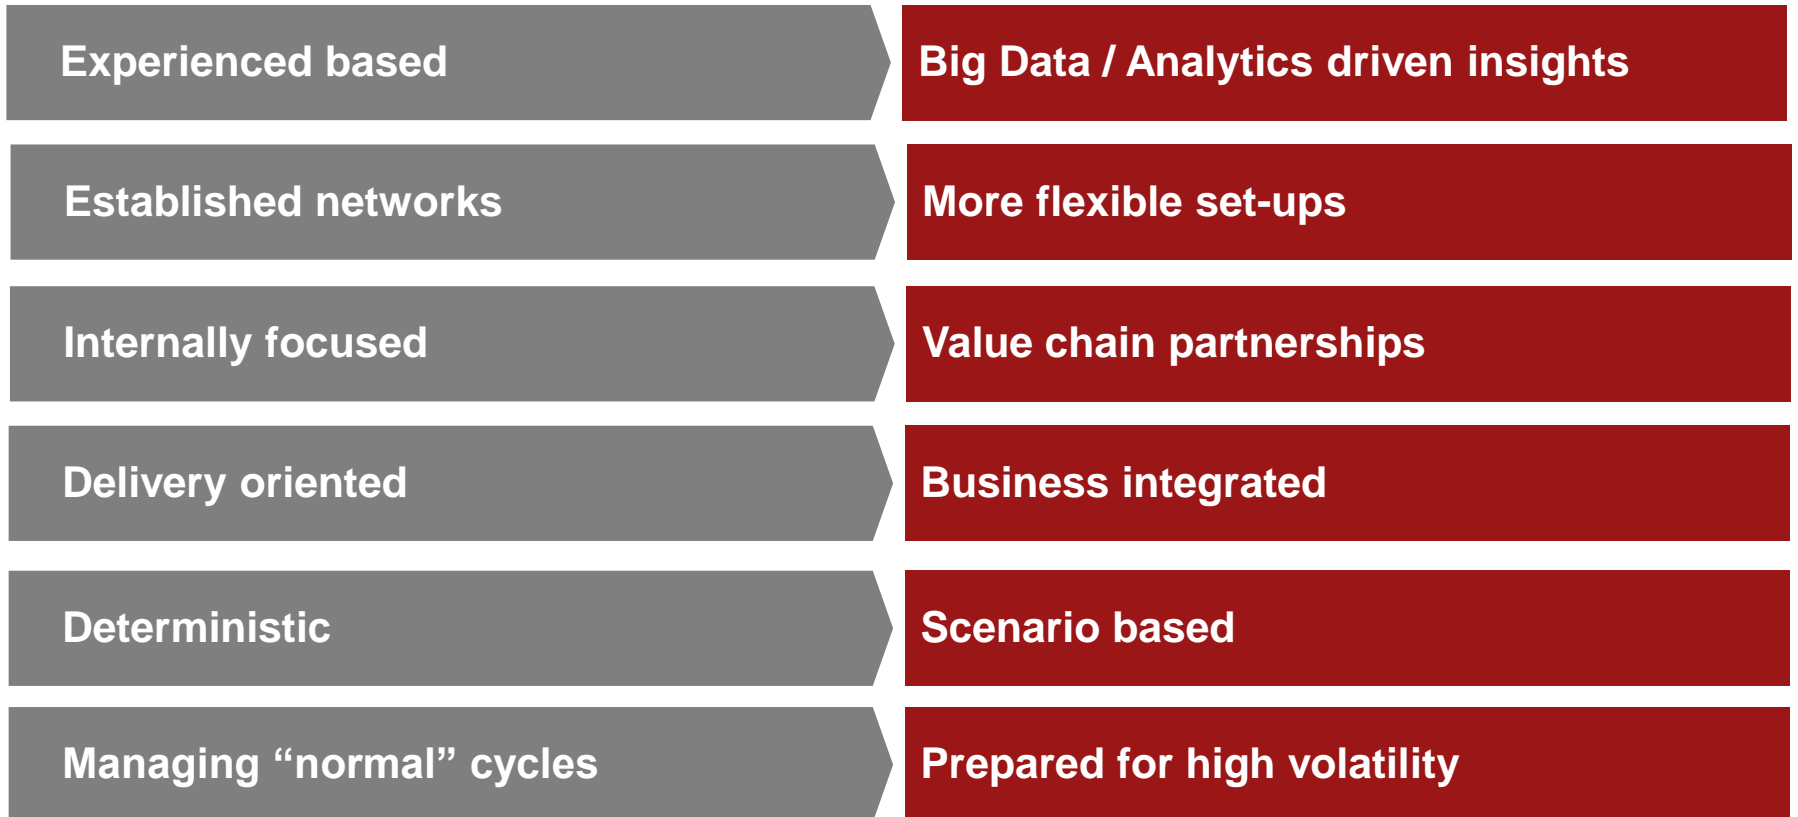 Experienced based
Big Data / Analytics driven insights
Established networks
More flexible set-ups
Internally focused
Value chain partnerships
Delivery oriented
Business integrated
Deterministic
Scenario based
Managing “normal” cycles
Prepared for high volatility